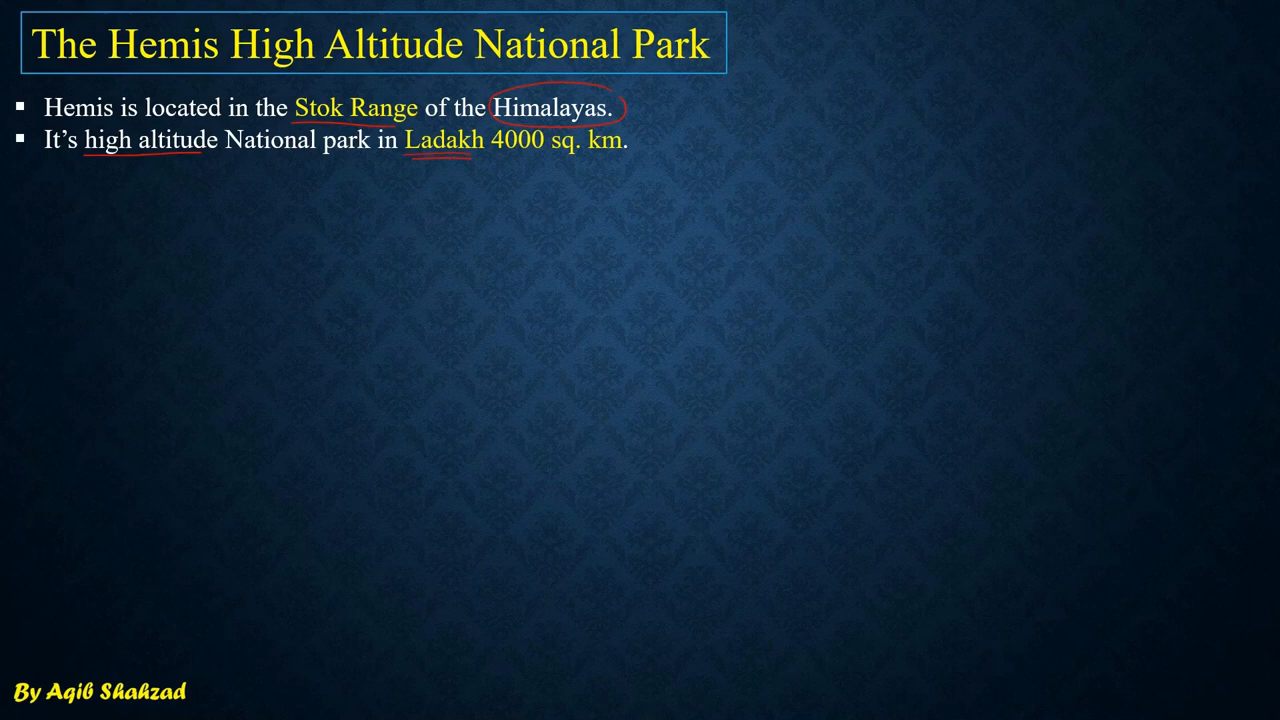 The Hemis High Altitude National Park
▪ Hemis is located in the Stok Range of the Himalayas.
▪ It’s high altitude National park in Ladakh 4000 sq. km.
By Aqib Shahzad